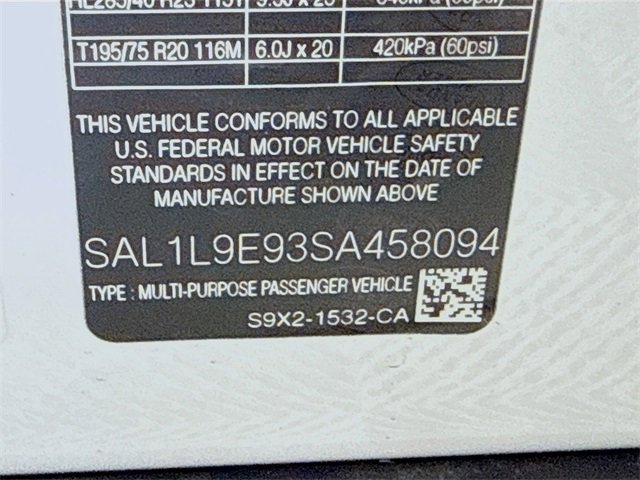 T195/75 R20 116M 6.0J x 20 420kPa (60psi)
THIS VEHICLE CONFORMS TO ALL APPLICABLE
U.S. FEDERAL MOTOR VEHICLE SAFETY
STANDARDS IN EFFECT ON THE DATE OF
MANUFACTURE SHOWN ABOVE
SAL1L9E93SA458094
TYPE : MULTI-PURPOSE PASSENGER VEHICLE
S9X2-1532-CA